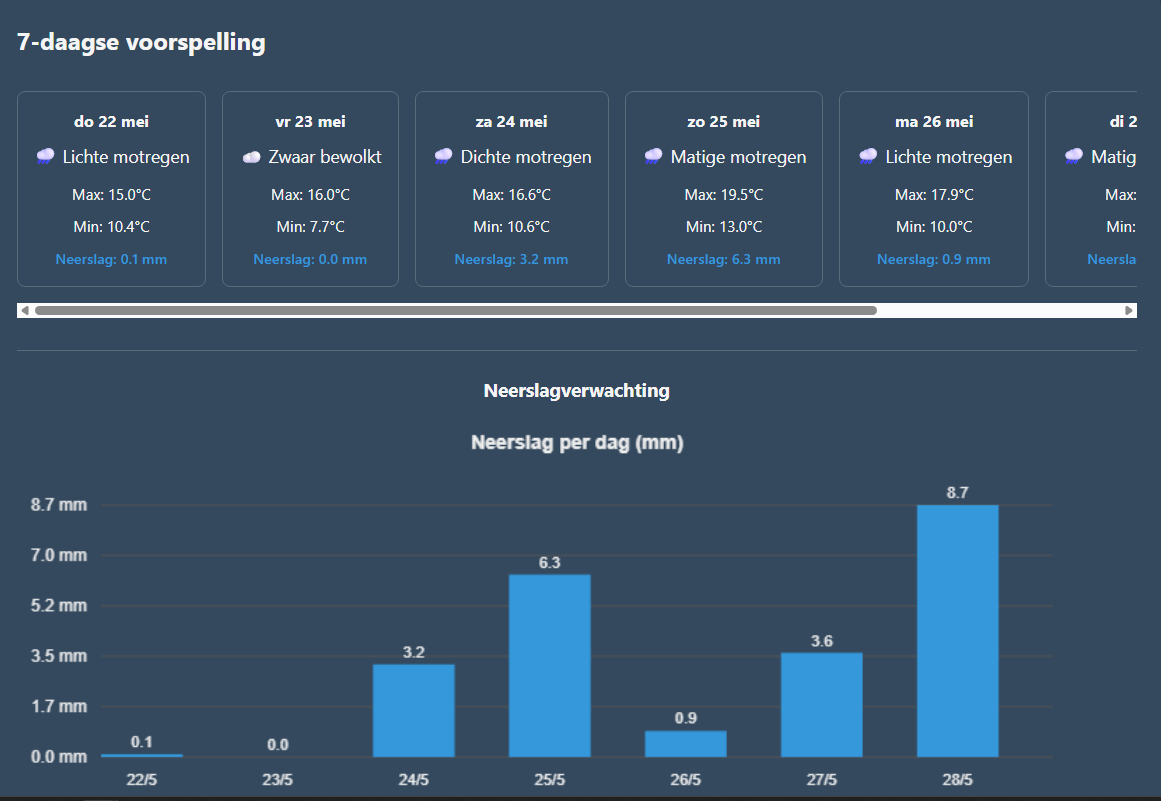 7-daagse voorspelling
do 22 mei
Lichte motregen
Max: 15.0°C
Min: 10.4°C
Neerslag: 0.1 mm
vr 23 mei
Zwaar bewolkt
Max: 16.0°C
Min: 7.7°C
Neerslag: 0.0 mm
za 24 mei
Dichte motregen
Max: 16.6°C
Min: 10.6°C
Neerslag: 3.2 mm
zo 25 mei
Matige motregen
Max: 19.5°C
Min: 13.0°C
Neerslag: 6.3 mm
ma 26 mei
Lichte motregen
Max: 17.9°C
Min: 10.0°C
Neerslag: 0.9 mm
di 2
Matig
Max:
Min:
Neersla
Neerslagverwachting
Neerslag per dag (mm)
8.7 mm
7.0 mm
5.2 mm
3.5 mm
1.7 mm
0.0 mm
0.1
0.0
3.2
6.3
0.9
3.6
8.7
22/5
23/5
24/5
25/5
26/5
27/5
28/5